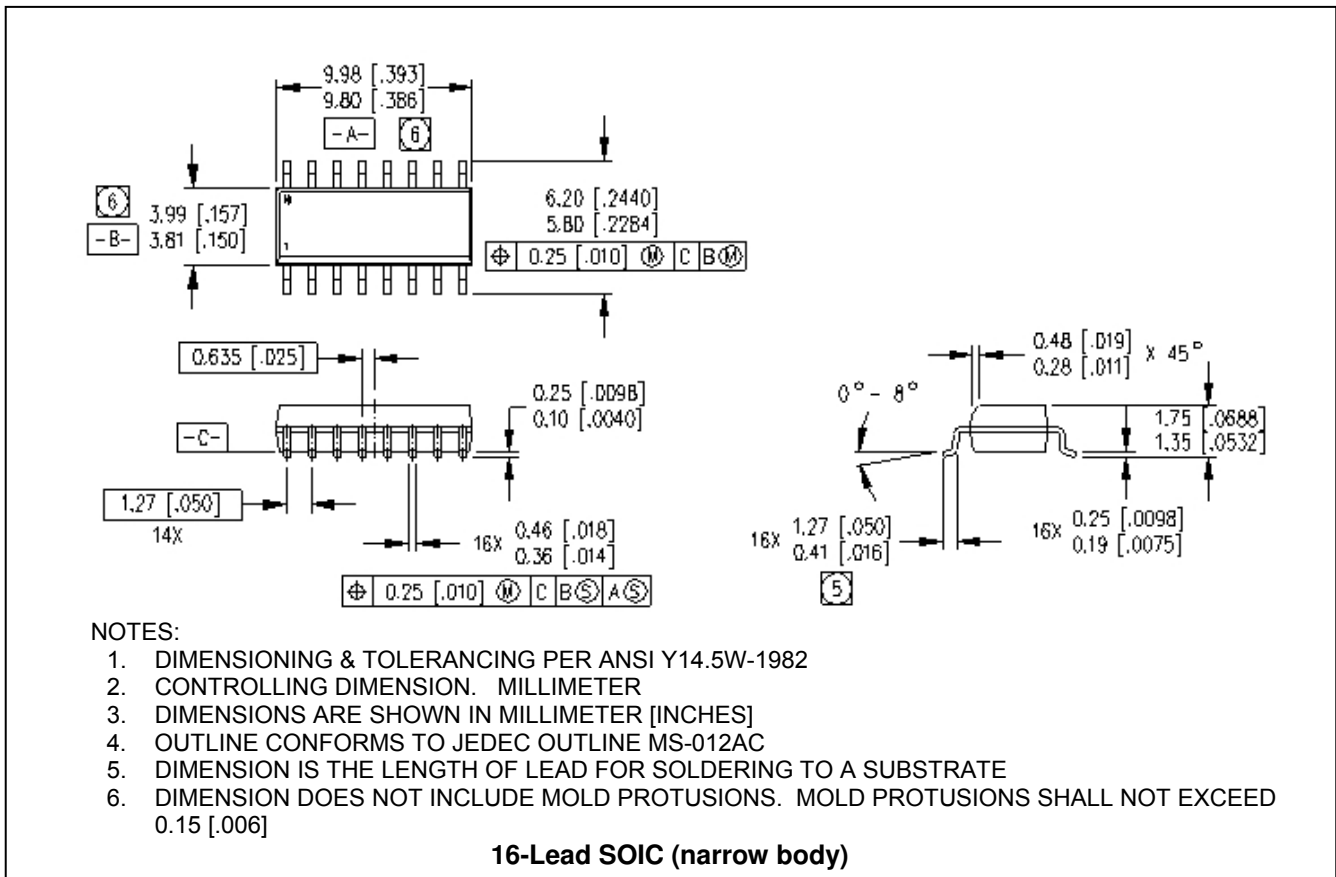 9.98 [.393]
9.80 [.386]
-A- 6
6 3.99 [.157]
-B- 3.81 [.150]
1
6.20 [.2440]
5.80 [.2284]
⌖ 0.25 [.010] Ⓜ C B Ⓜ
0.635 [.025]
0.25 [.0098]
0.10 [.0040]
-C-
1.27 [.050]
14X
16X 0.46 [.018]
0.36 [.014]
⌖ 0.25 [.010] Ⓜ C B Ⓢ A Ⓢ
0.48 [.019]
0.28 [.011] X 45°
0° - 8°
1.75 [.0688]
1.35 [.0532]
16X 1.27 [.050]
0.41 [.016]
5
16X 0.25 [.0098]
0.19 [.0075]
NOTES:
1. DIMENSIONING & TOLERANCING PER ANSI Y14.5W-1982
2. CONTROLLING DIMENSION. MILLIMETER
3. DIMENSIONS ARE SHOWN IN MILLIMETER [INCHES]
4. OUTLINE CONFORMS TO JEDEC OUTLINE MS-012AC
5. DIMENSION IS THE LENGTH OF LEAD FOR SOLDERING TO A SUBSTRATE
6. DIMENSION DOES NOT INCLUDE MOLD PROTUSIONS. MOLD PROTUSIONS SHALL NOT EXCEED
0.15 [.006]
16-Lead SOIC (narrow body)